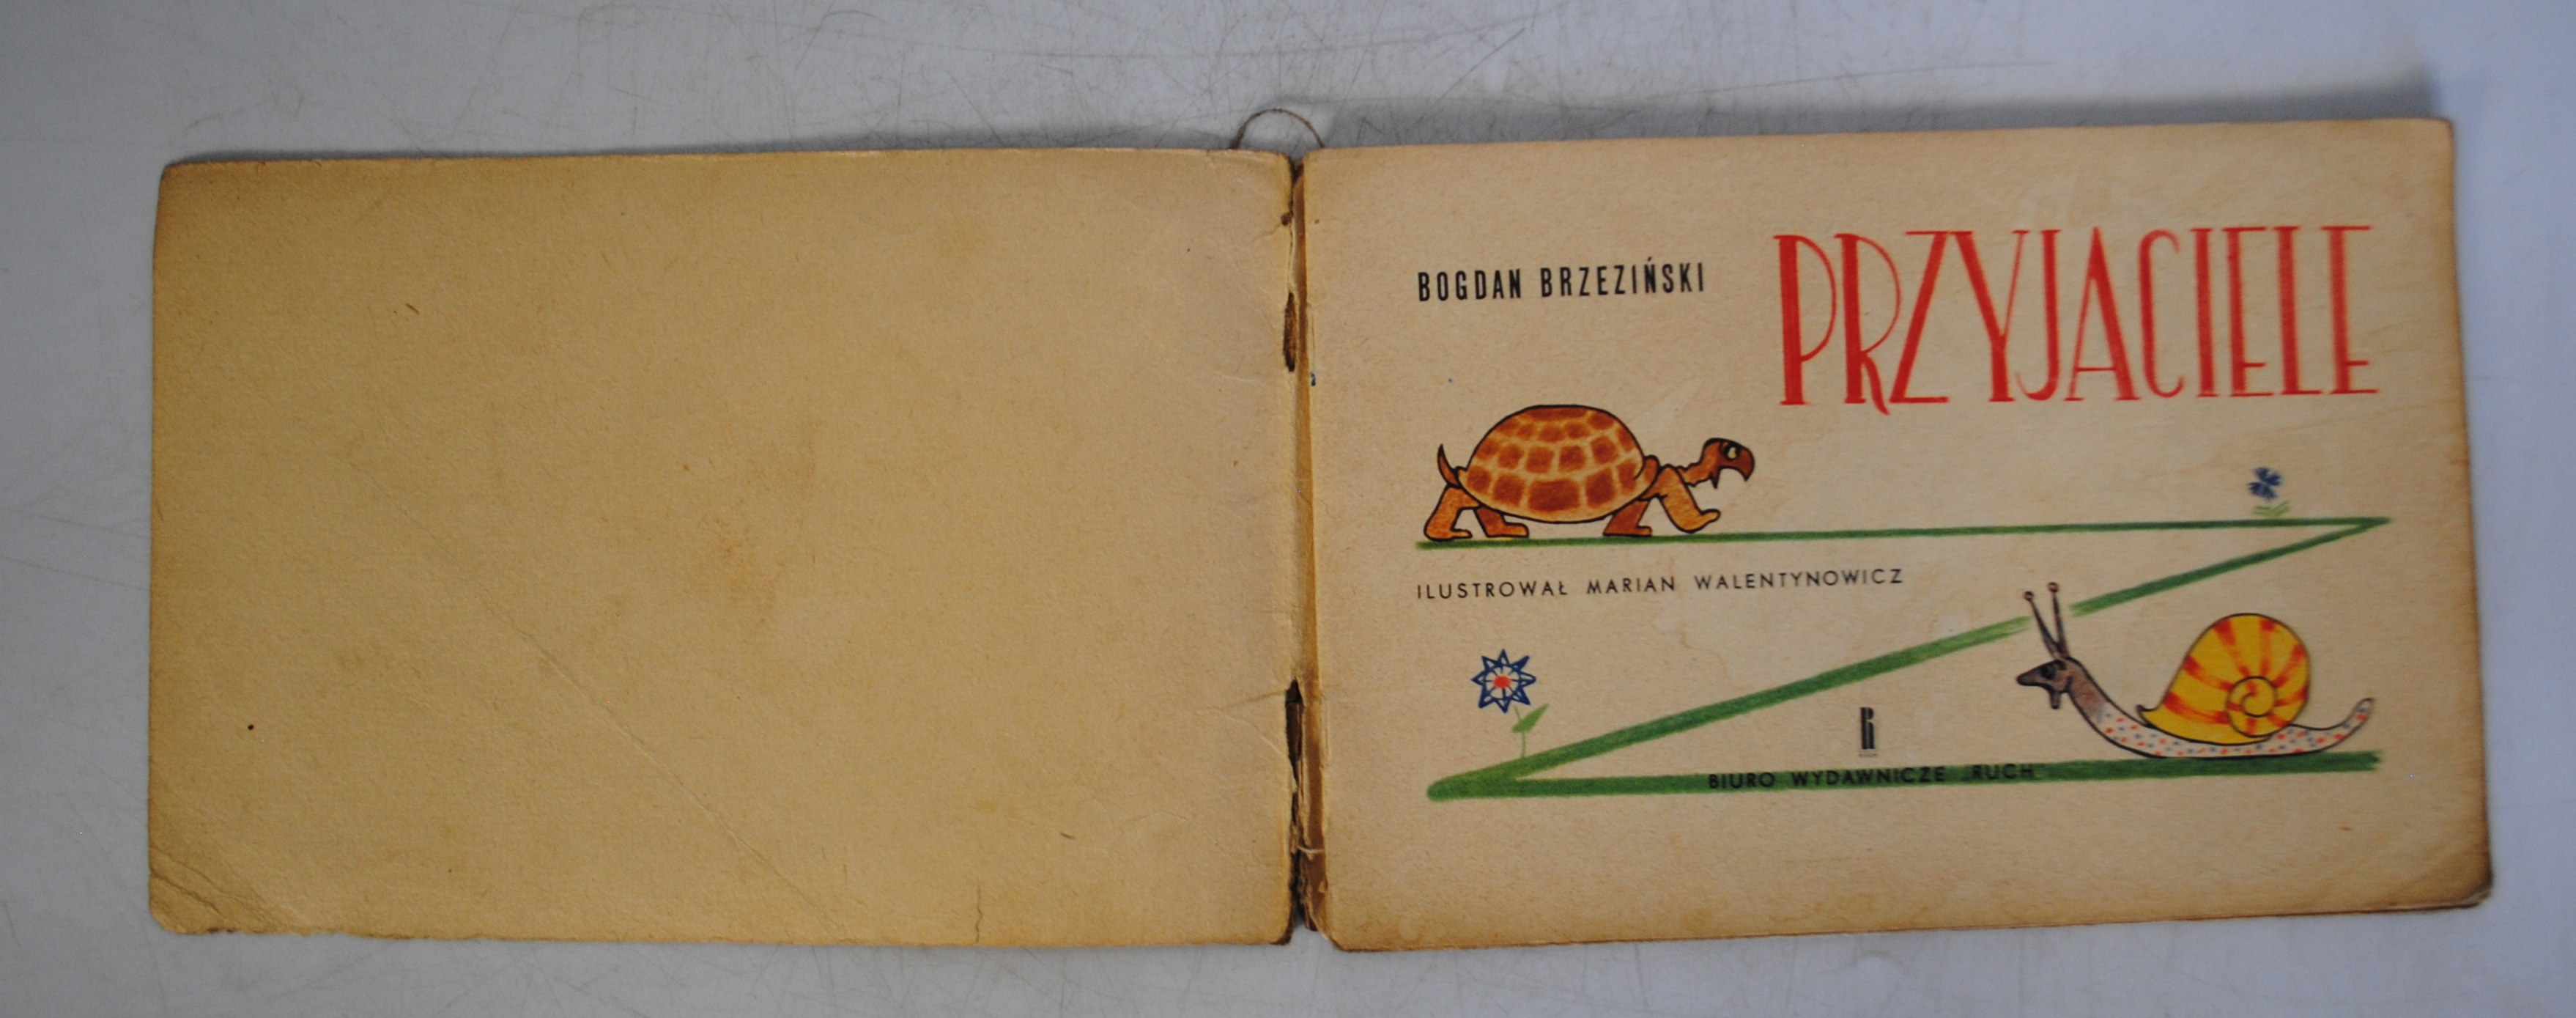 BOGDAN BRZEZIŃSKI
PRZYJACIELE
ILUSTROWAŁ MARIAN WALENTYNOWICZ
R
BIURO WYDAWNICZE „RUCH"